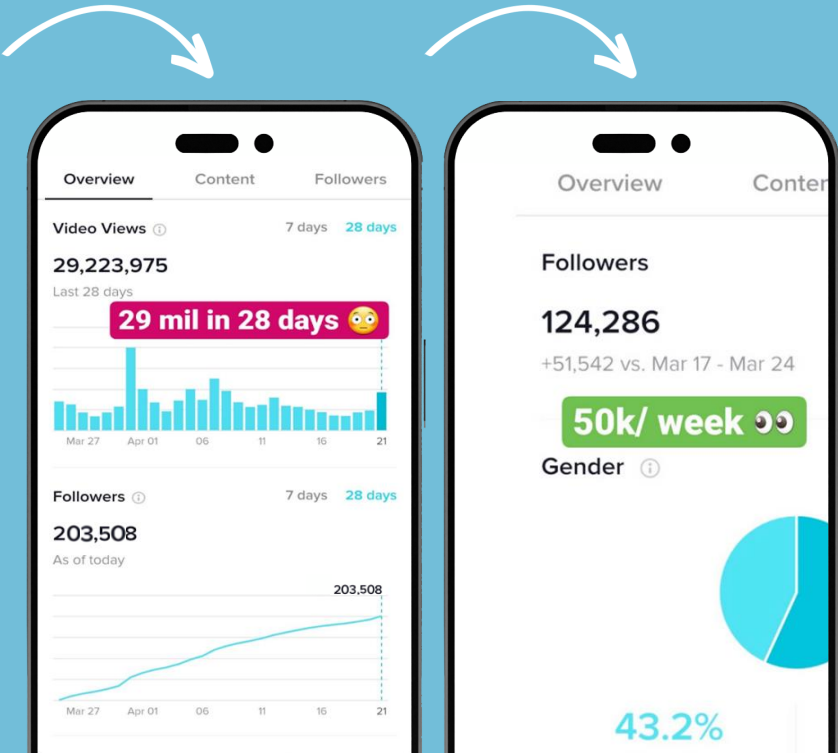 Overview Content Followers
Video Views 7 days 28 days
29,223,975
Last 28 days
29 mil in 28 days 😳
Mar 27 Apr 01 06 11 16 21
Followers 7 days 28 days
203,508
As of today
203,508
Mar 27 Apr 01 06 11 16 21
Overview Conter
Followers
124,286
+51,542 vs. Mar 17 - Mar 24
50k/ week 👀
Gender
43.2%